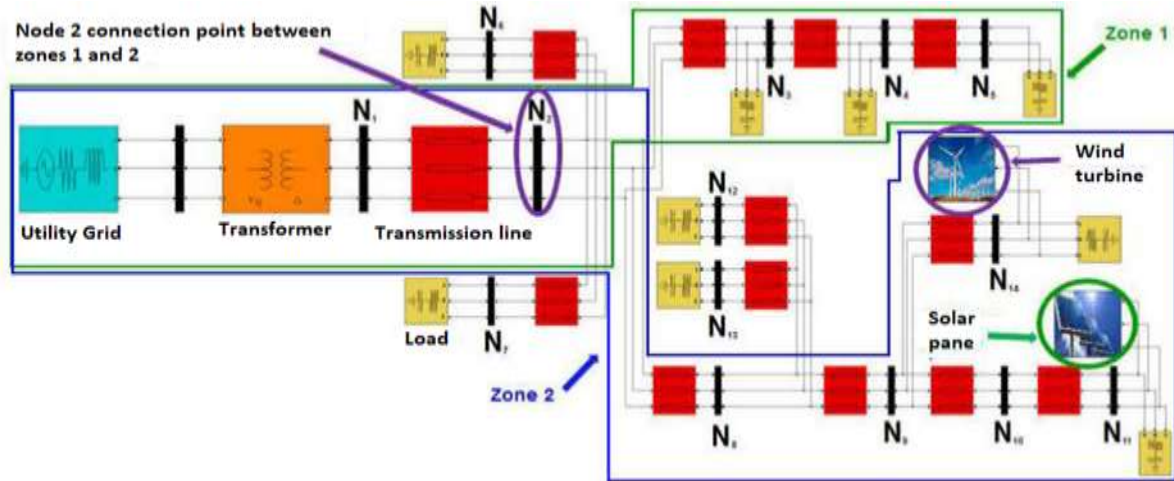 Node 2 connection point between
zones 1 and 2
N6
Zone 1
N3
N4
N5
N1
N2
Utility Grid
Transformer
Transmission line
N12
Wind
turbine
N13
N14
Load
N7
Solar
pane
Zone 2
N8
N9
N10
N11